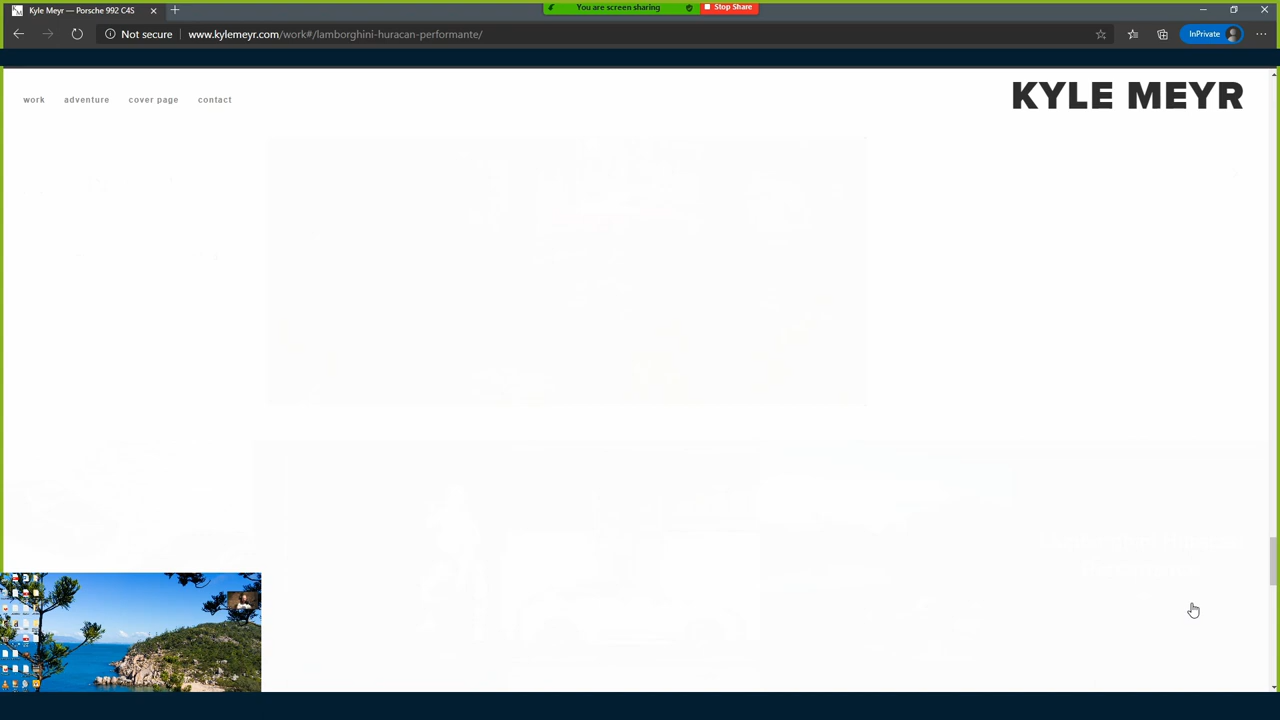 Kyle Meyr — Porsche 992 C4S
You are screen sharing
Stop Share
Not secure
www.kylemeyr.com/work#/lamborghini-huracan-performante/
InPrivate
work
adventure
cover page
contact
KYLE MEYR